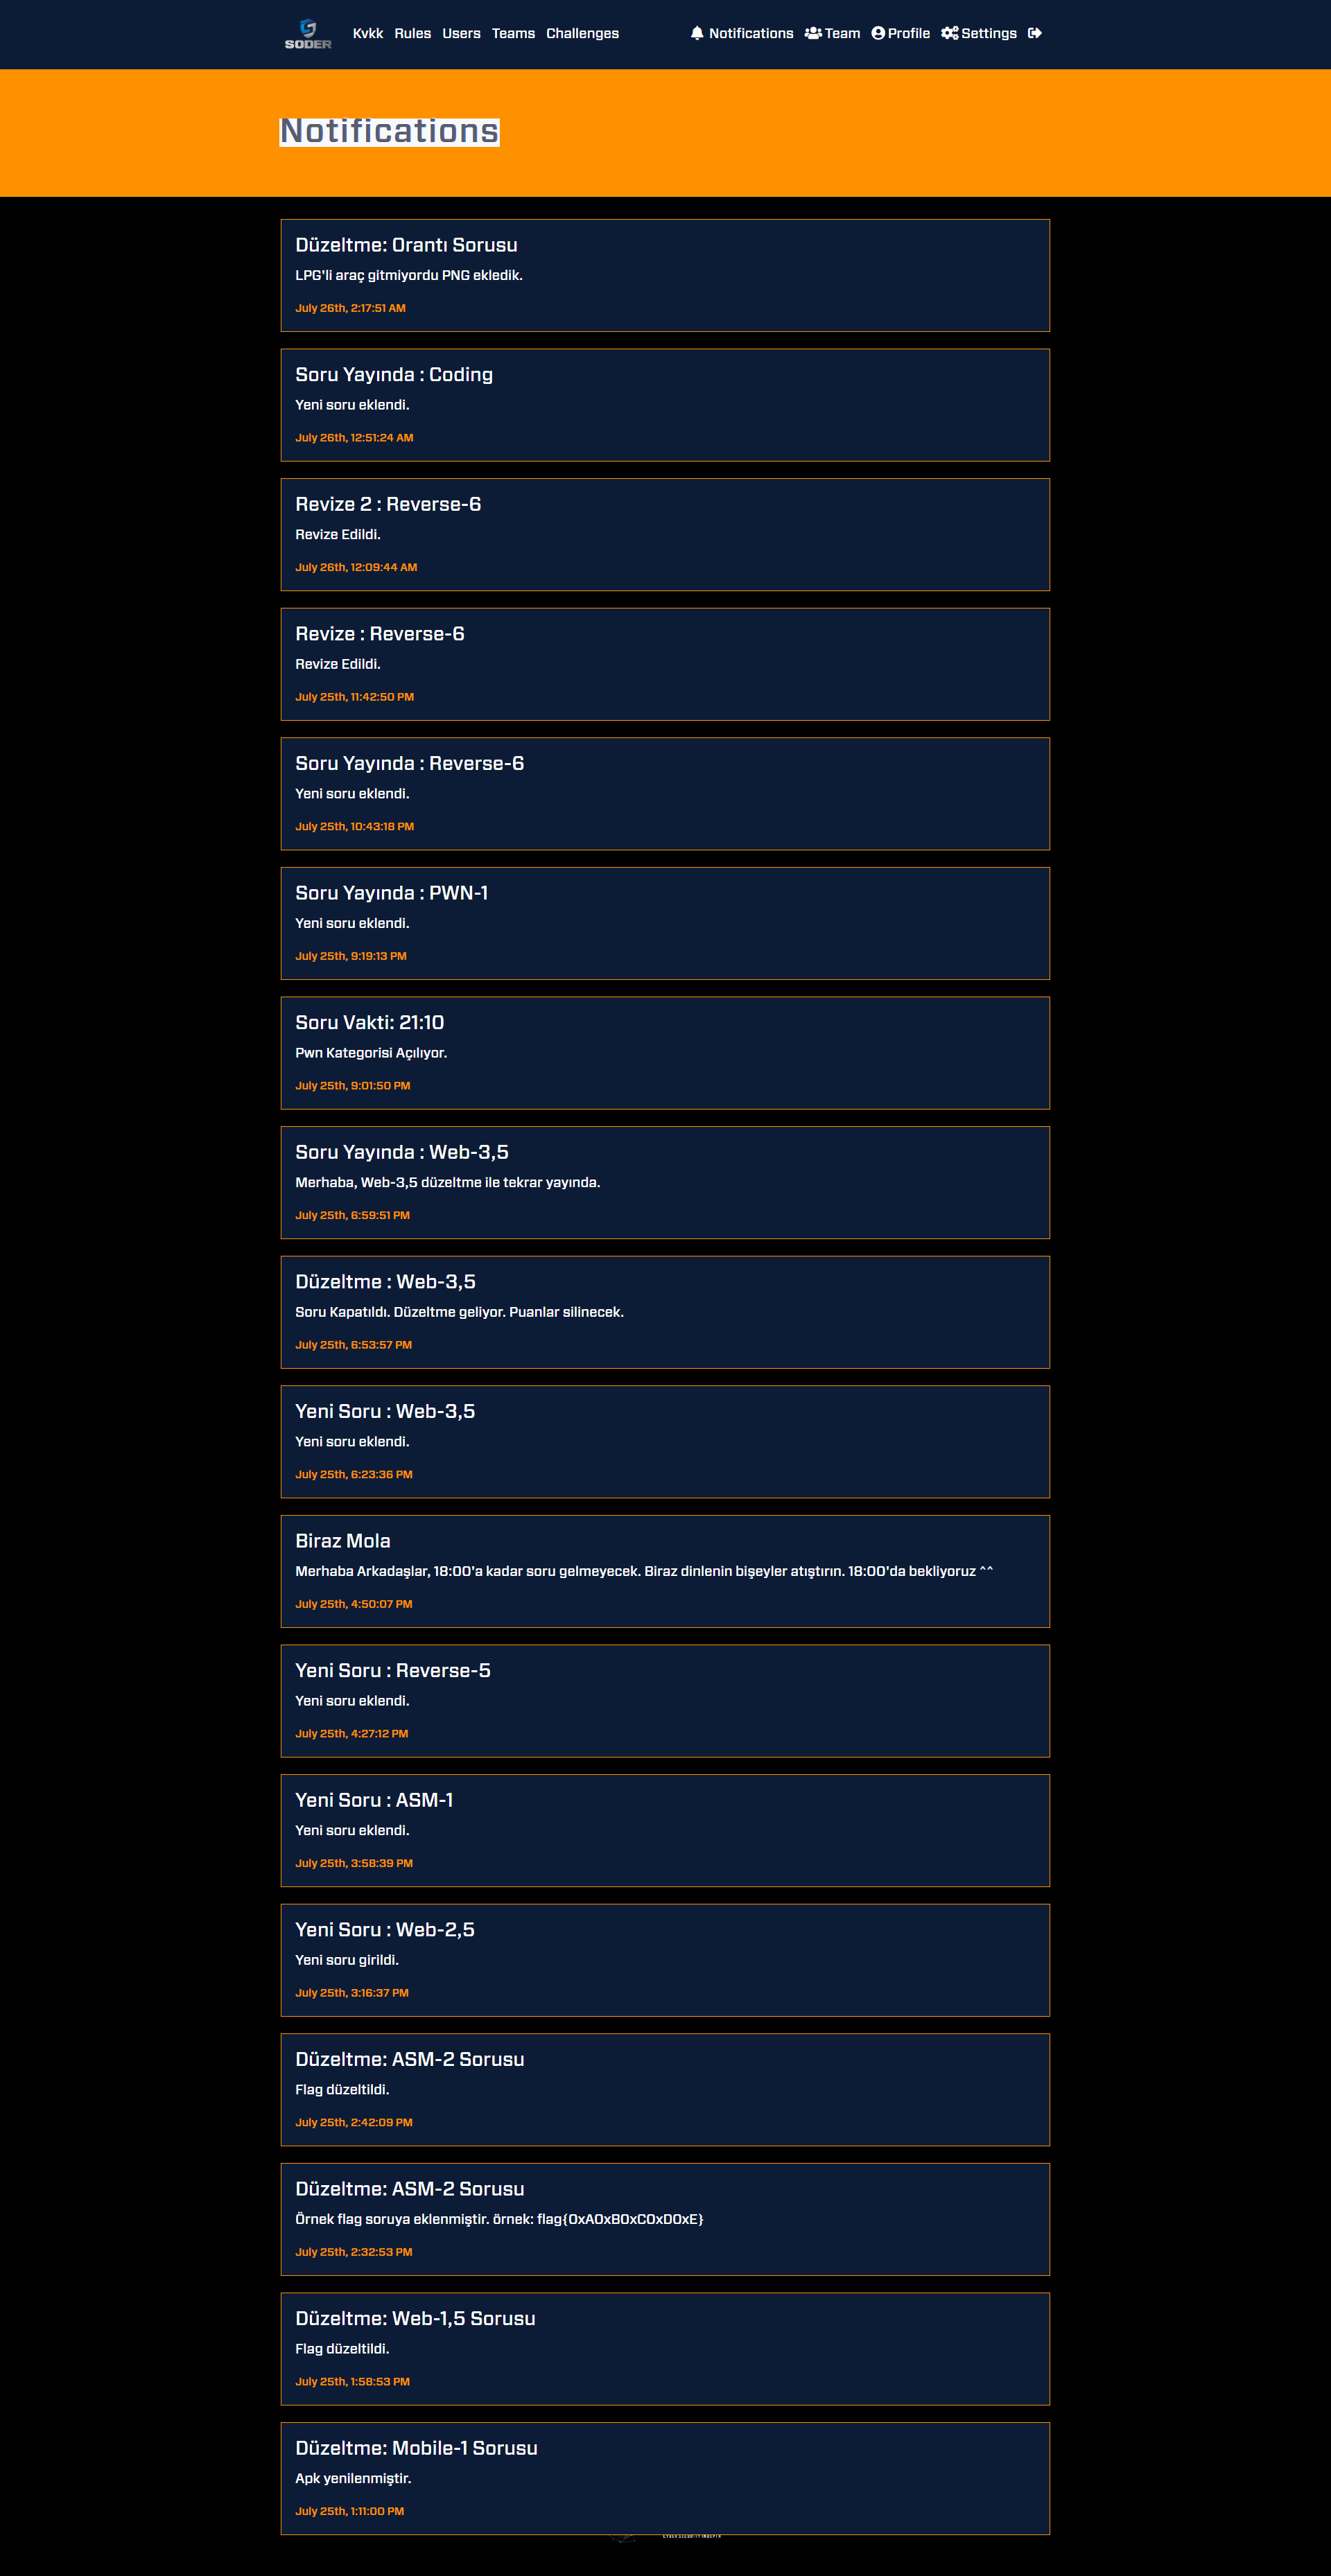 SODER
Kvkk Rules Users Teams Challenges Notifications Team Profile Settings
Notifications
Düzeltme: Orantı Sorusu
LPG'li araç gitmiyordu PNG ekledik.
July 26th, 2:17:51 AM
Soru Yayında : Coding
Yeni soru eklendi.
July 26th, 12:51:24 AM
Revize 2 : Reverse-6
Revize Edildi.
July 26th, 12:09:44 AM
Revize : Reverse-6
Revize Edildi.
July 25th, 11:42:50 PM
Soru Yayında : Reverse-6
Yeni soru eklendi.
July 25th, 10:43:18 PM
Soru Yayında : PWN-1
Yeni soru eklendi.
July 25th, 9:19:13 PM
Soru Vakti: 21:10
Pwn Kategorisi Açılıyor.
July 25th, 9:01:50 PM
Soru Yayında : Web-3,5
Merhaba, Web-3,5 düzeltme ile tekrar yayında.
July 25th, 6:59:51 PM
Düzeltme : Web-3,5
Soru Kapatıldı. Düzeltme geliyor. Puanlar silinecek.
July 25th, 6:53:57 PM
Yeni Soru : Web-3,5
Yeni soru eklendi.
July 25th, 6:23:36 PM
Biraz Mola
Merhaba Arkadaşlar, 18:00'a kadar soru gelmeyecek. Biraz dinlenin bişeyler atıştırın. 18:00'da bekliyoruz ^^
July 25th, 4:50:07 PM
Yeni Soru : Reverse-5
Yeni soru eklendi.
July 25th, 4:27:12 PM
Yeni Soru : ASM-1
Yeni soru eklendi.
July 25th, 3:58:39 PM
Yeni Soru : Web-2,5
Yeni soru girildi.
July 25th, 3:16:37 PM
Düzeltme: ASM-2 Sorusu
Flag düzeltildi.
July 25th, 2:42:09 PM
Düzeltme: ASM-2 Sorusu
Örnek flag soruya eklenmiştir. örnek: flag{0xA0xB0xC0xD0xE}
July 25th, 2:32:53 PM
Düzeltme: Web-1,5 Sorusu
Flag düzeltildi.
July 25th, 1:58:53 PM
Düzeltme: Mobile-1 Sorusu
Apk yenilenmiştir.
July 25th, 1:11:00 PM